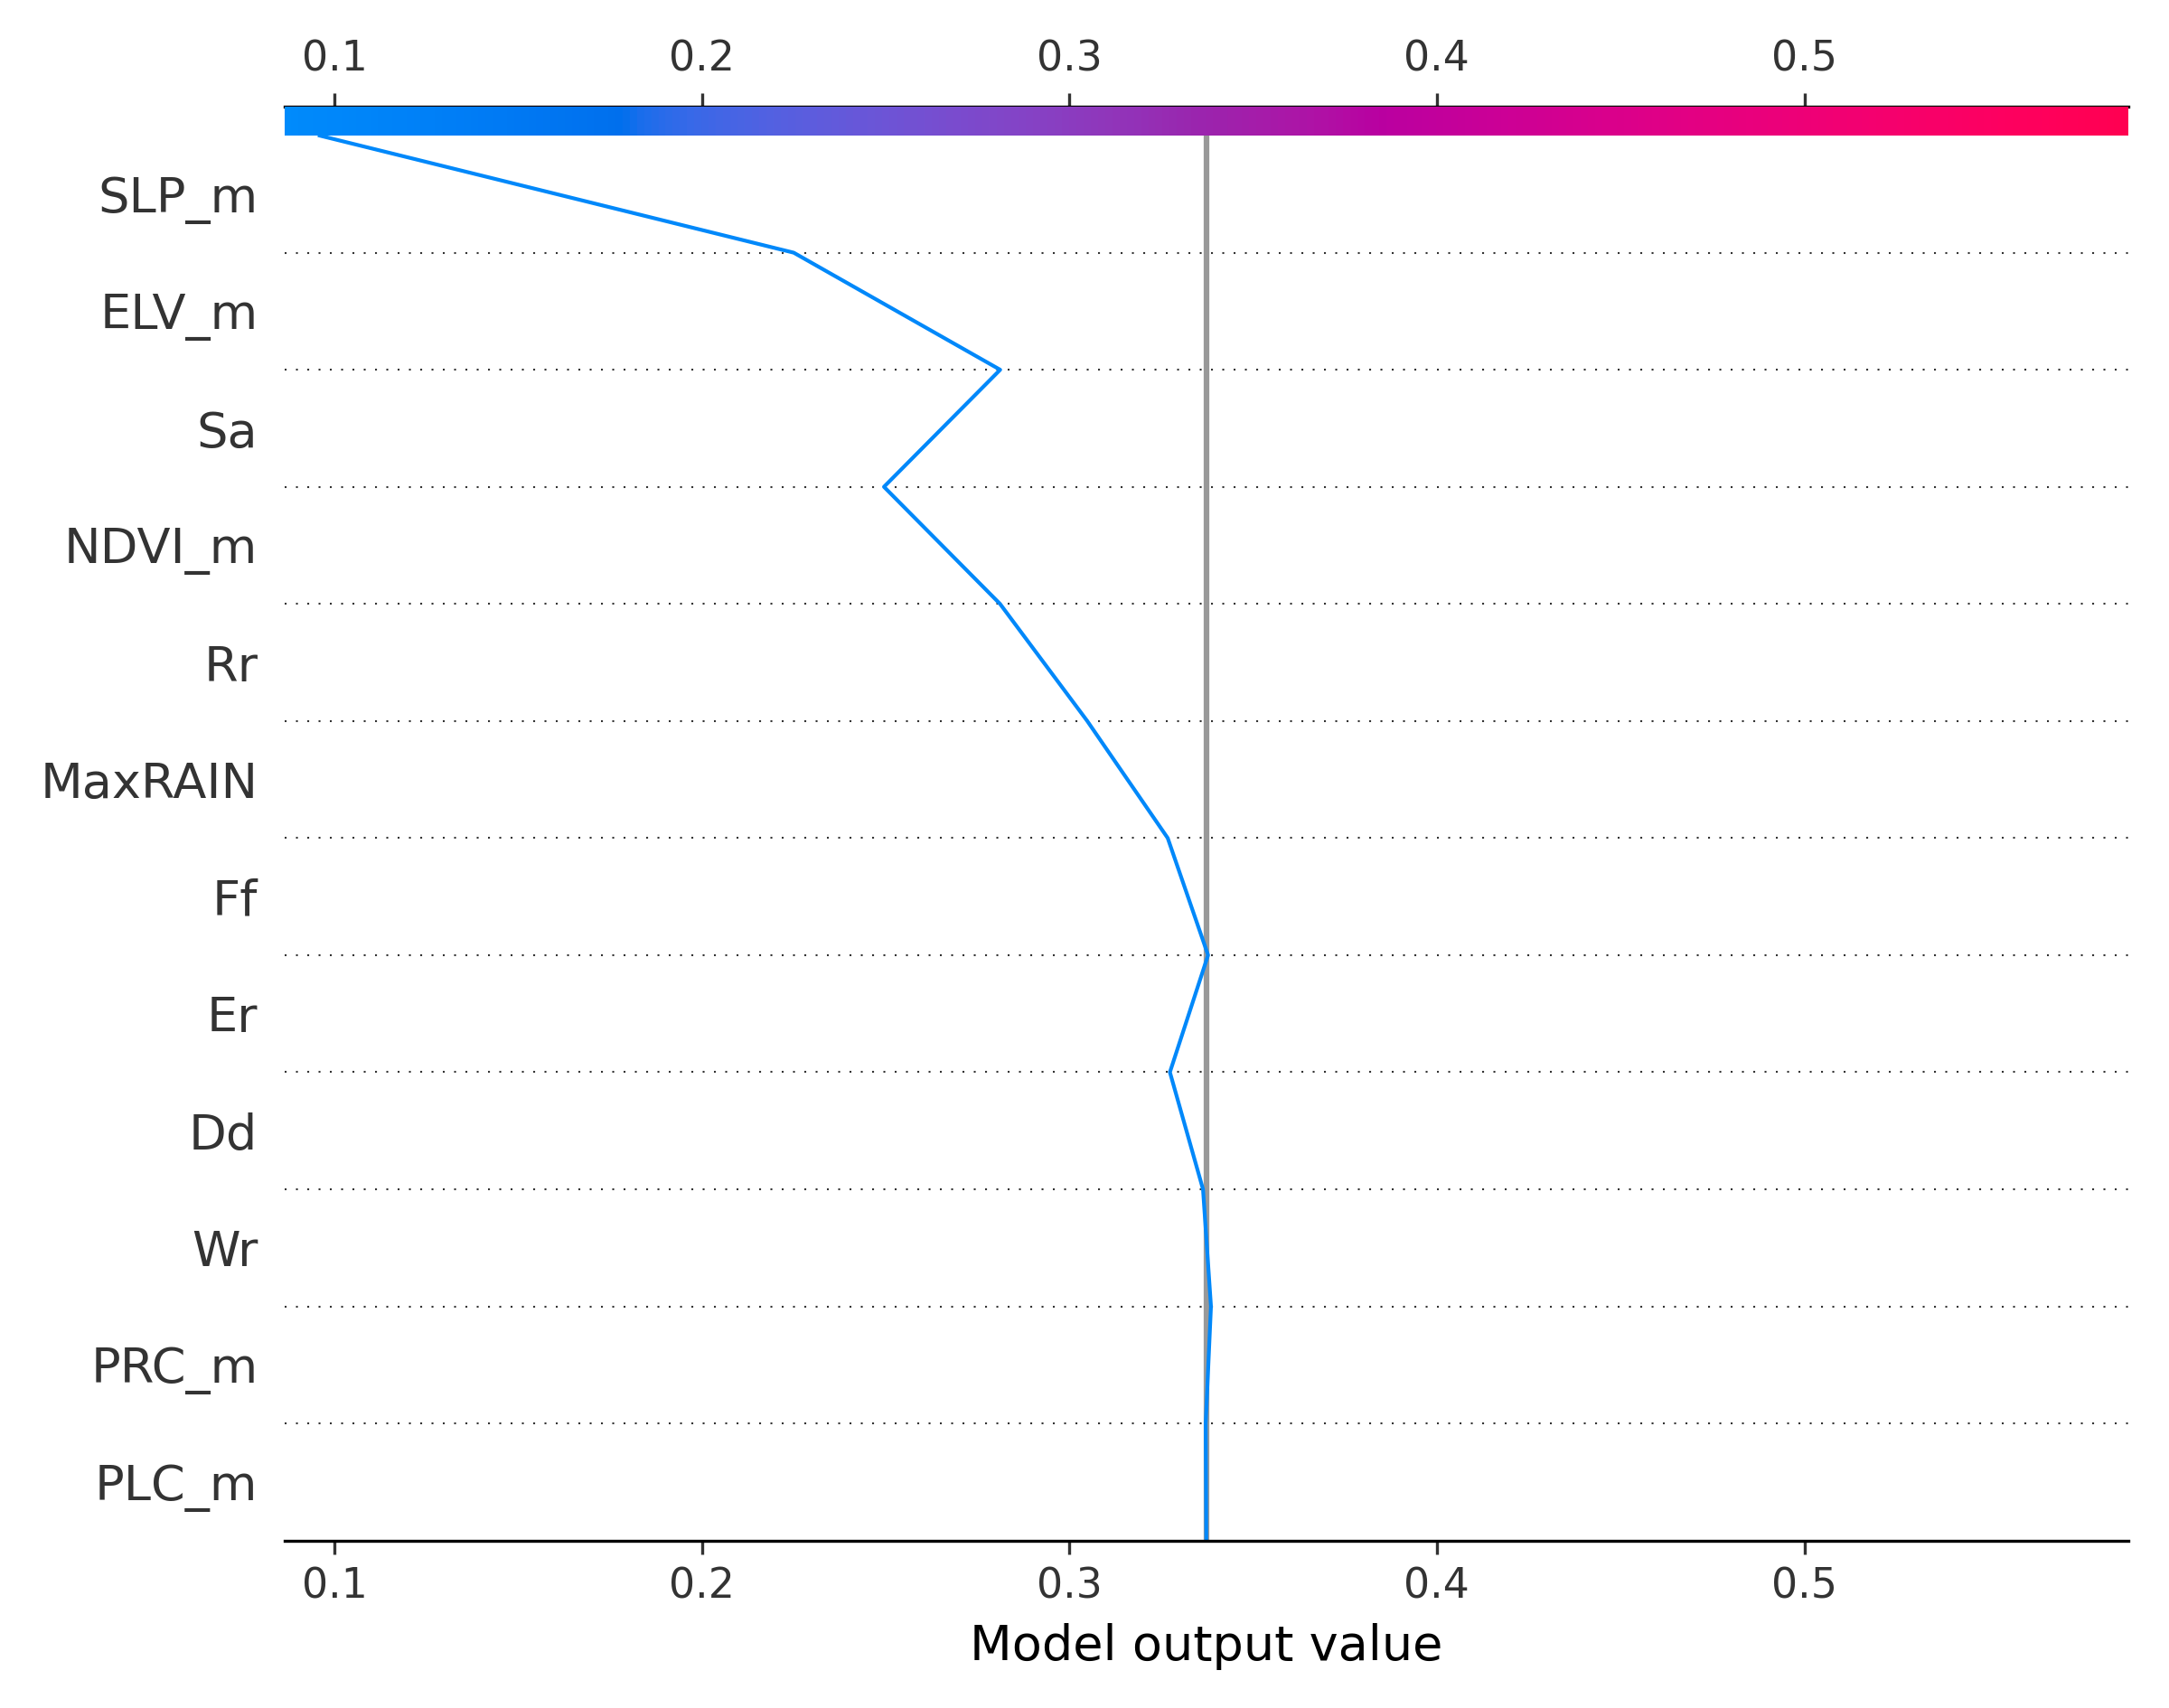 0.1 0.2 0.3 0.4 0.5
SLP_m
ELV_m
Sa
NDVI_m
Rr
MaxRAIN
Ff
Er
Dd
Wr
PRC_m
PLC_m
0.1 0.2 0.3 0.4 0.5
Model output value